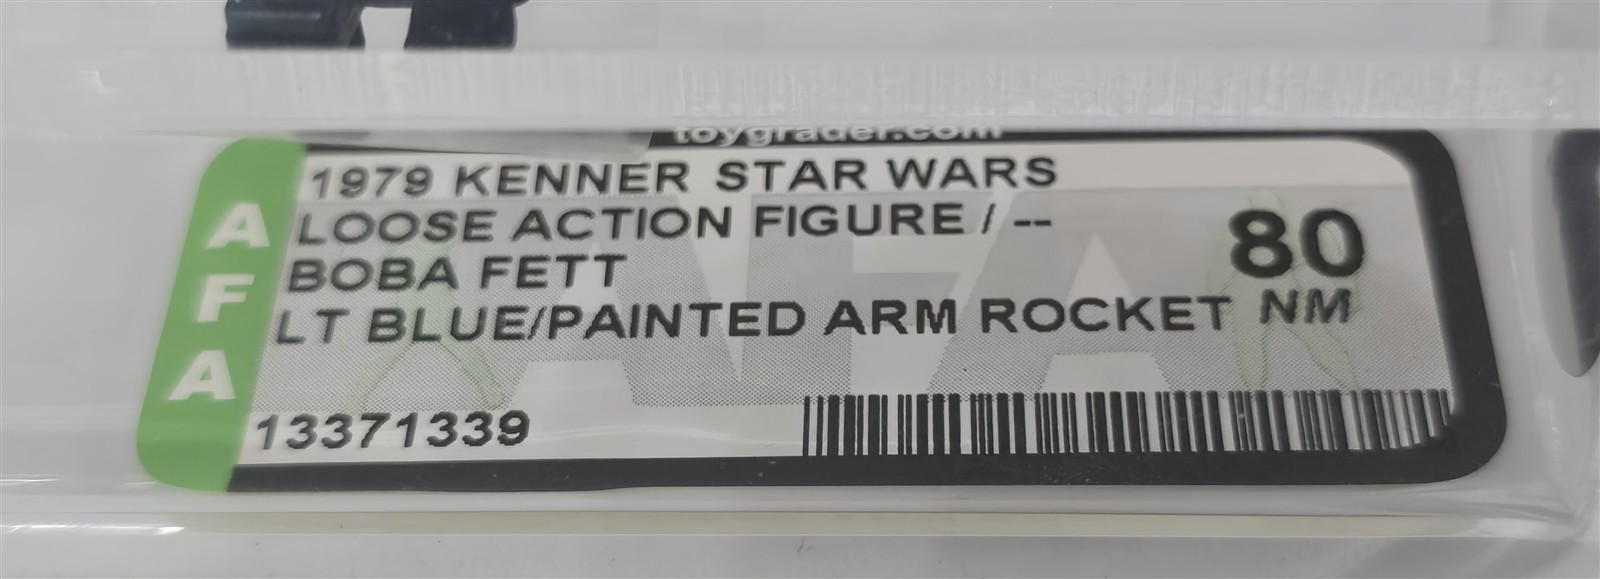 toygrader.com
AFA
1979 KENNER STAR WARS
LOOSE ACTION FIGURE / --
BOBA FETT
LT BLUE/PAINTED ARM ROCKET
80
NM
13371339
AFA